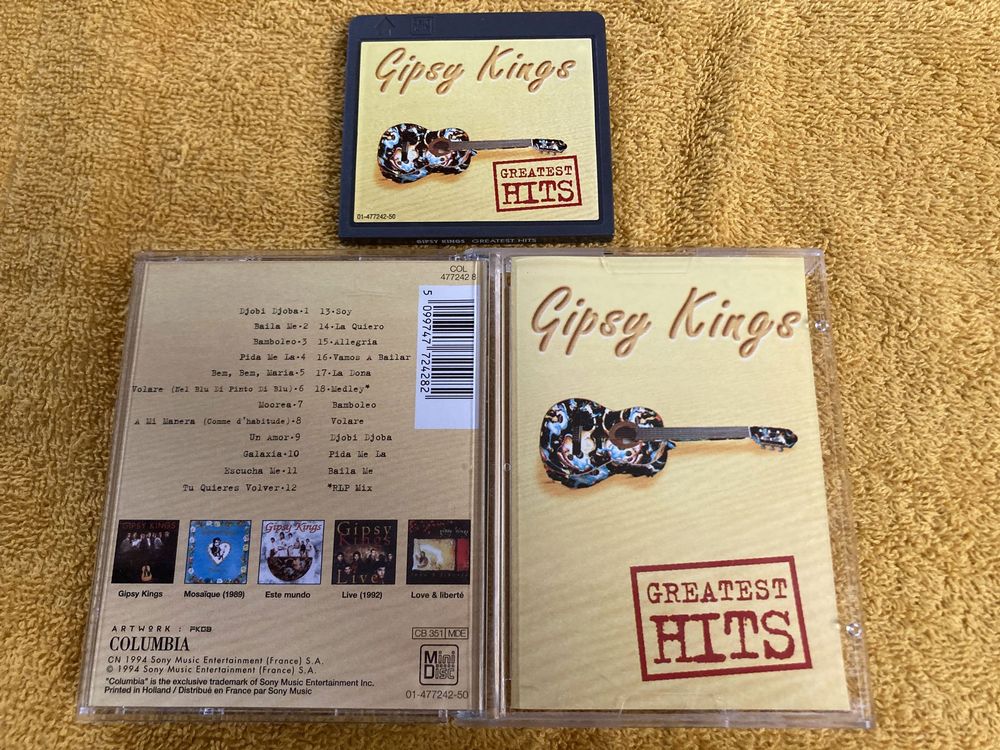 Gipsy Kings
GREATEST
HITS
01-477242-50
GIPSY KINGS GREATEST HITS
COL
477242 8
5 099747 724282
Djobi Djoba·1
Baila Me·2
Bamboleo·3
Pida Me La·4
Bem, Bem, Maria·5
Volare (Nel Blu Di Pinto Di Blu)·6
Moorea·7
A Mi Manera (Comme d'habitude)·8
Un Amor·9
Galaxia·10
Escucha Me·11
Tu Quieres Volver·12
13·Soy
14·La Quiero
15·Allegria
16·Vamos A Bailar
17·La Dona
18·Medley*
Bamboleo
Volare
Djobi Djoba
Pida Me La
Baila Me
*RLP Mix
GIPSY KINGS
Gipsy Kings
Gipsy
Kings
Live
Gipsy Kings
Mosaïque (1989)
Este mundo
Live (1992)
Love & liberté
ARTWORK : FKGB
COLUMBIA
CB 351 MDE
CN 1994 Sony Music Entertainment (France) S.A.
© 1994 Sony Music Entertainment (France) S.A.
"Columbia" is the exclusive trademark of Sony Music Entertainment Inc.
Printed in Holland / Distribué en France par Sony Music
Mini
Disc
01-477242-50
Gipsy Kings
GREATEST
HITS